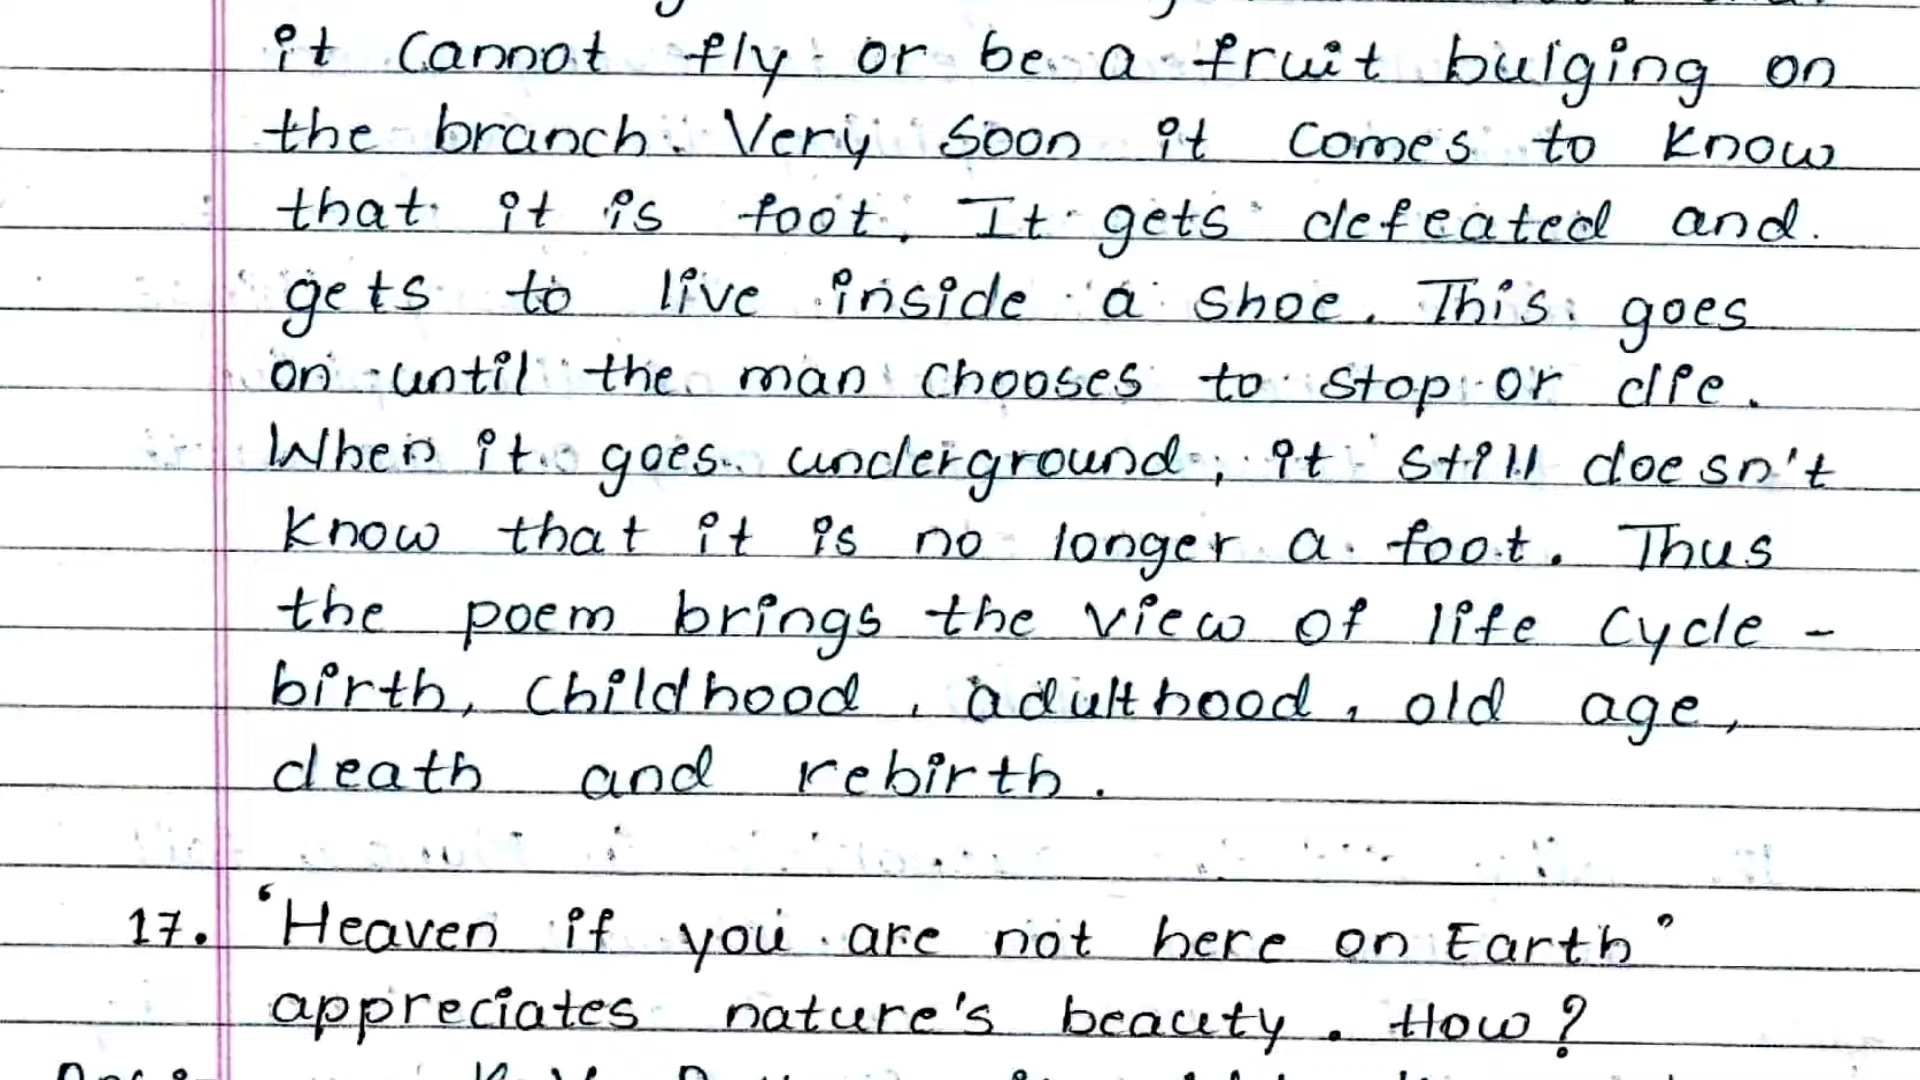 it cannot fly or be a fruit bulging on
the branch. Very soon it comes to know
that it is foot. It gets defeated and
gets to live inside a shoe. This goes
on until the man chooses to stop or die.
When it goes underground, it still doesn't
know that it is no longer a foot. Thus
the poem brings the view of life cycle -
birth, childhood, adulthood, old age,
death and rebirth.
17. 'Heaven if you are not here on Earth'
appreciates nature's beauty. How?